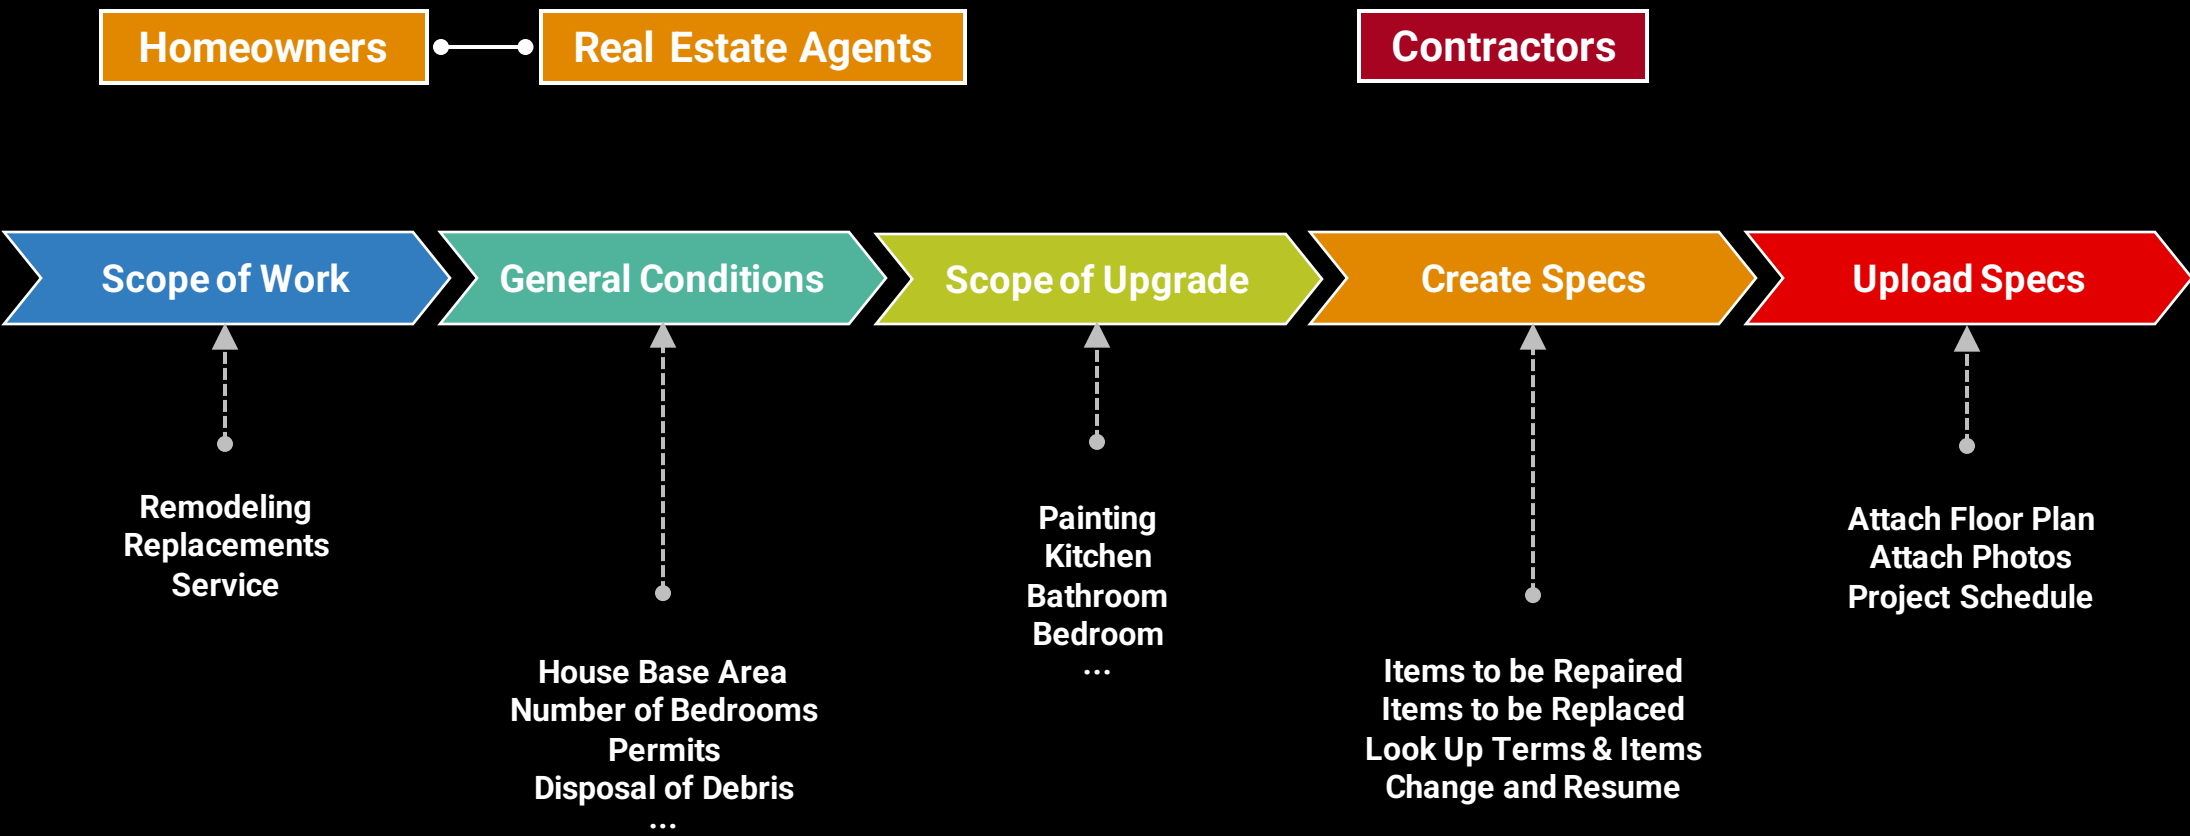 Homeowners
Real Estate Agents
Contractors
Scope of Work
General Conditions
Scope of Upgrade
Create Specs
Upload Specs
Remodeling
Replacements
Service
House Base Area
Number of Bedrooms
Permits
Disposal of Debris
...
Painting
Kitchen
Bathroom
Bedroom
...
Items to be Repaired
Items to be Replaced
Look Up Terms & Items
Change and Resume
Attach Floor Plan
Attach Photos
Project Schedule